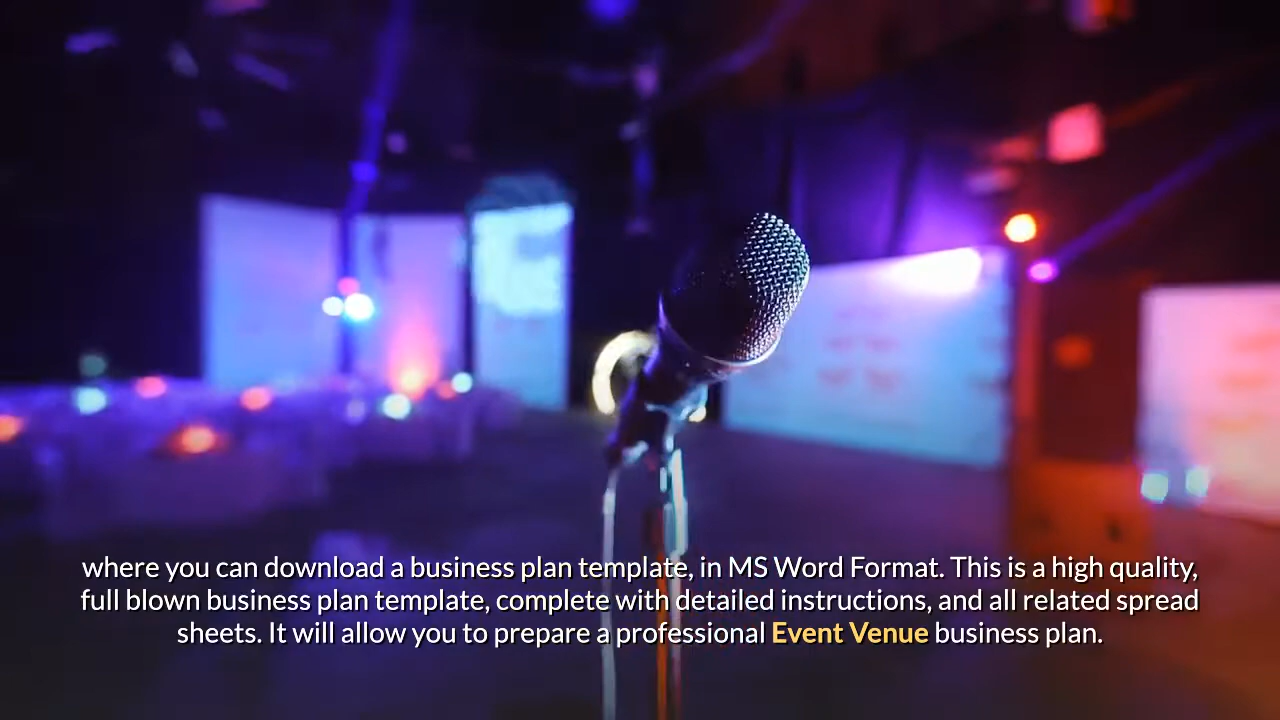 where you can download a business plan template, in MS Word Format. This is a high quality,
full blown business plan template, complete with detailed instructions, and all related spread
sheets. It will allow you to prepare a professional Event Venue business plan.